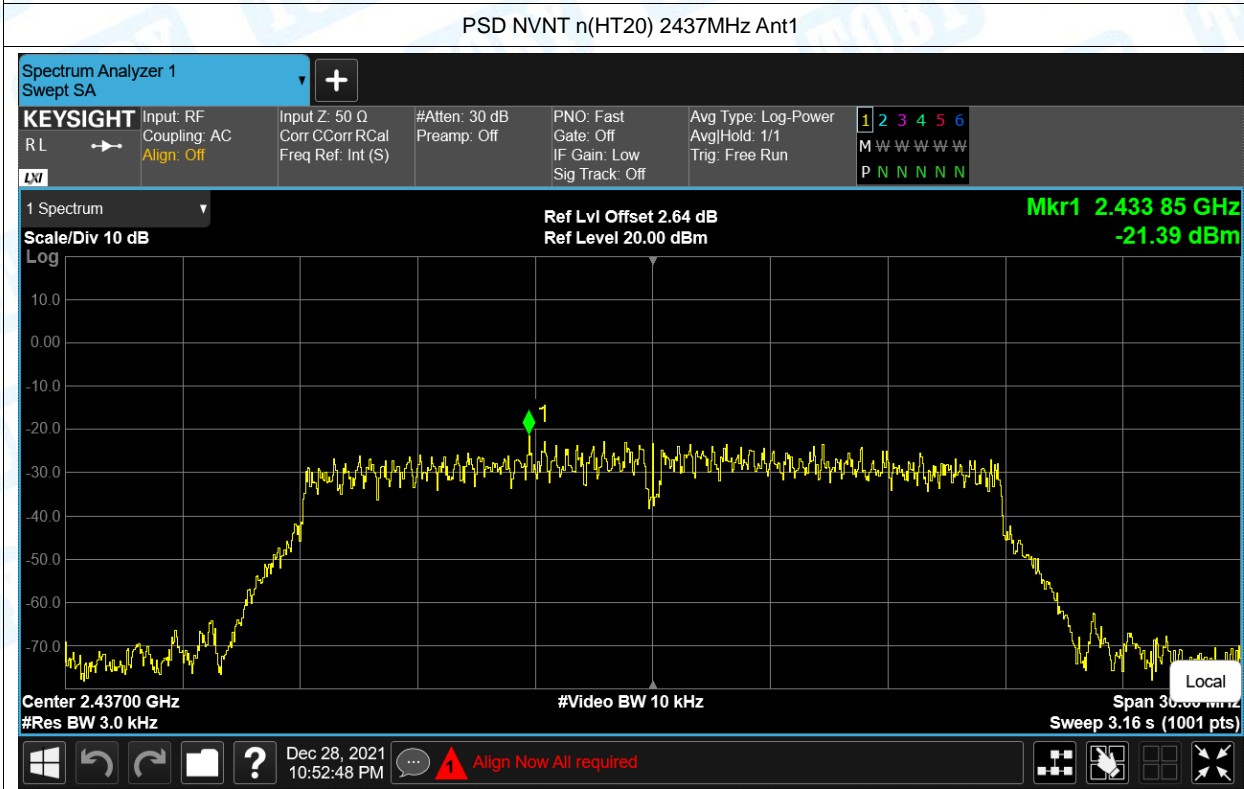 PSD NVNT n(HT20) 2437MHz Ant1
Spectrum Analyzer 1
Swept SA
KEYSIGHT
RL
LXI
Input: RF
Coupling: AC
Align: Off
Input Z: 50 Ω
Corr CCorr RCal
Freq Ref: Int (S)
#Atten: 30 dB
Preamp: Off
PNO: Fast
Gate: Off
IF Gain: Low
Sig Track: Off
Avg Type: Log-Power
Avg|Hold: 1/1
Trig: Free Run
1 2 3 4 5 6
M W W W W W
P N N N N N
1 Spectrum
Scale/Div 10 dB
Log
Ref Lvl Offset 2.64 dB
Ref Level 20.00 dBm
Mkr1 2.433 85 GHz
-21.39 dBm
10.0
0.00
-10.0
1
-20.0
-30.0
-40.0
-50.0
-60.0
-70.0
Local
Center 2.43700 GHz
#Video BW 10 kHz
Span 30.00 MHz
#Res BW 3.0 kHz
Sweep 3.16 s (1001 pts)
?
Dec 28, 2021
10:52:48 PM
1
Align Now All required